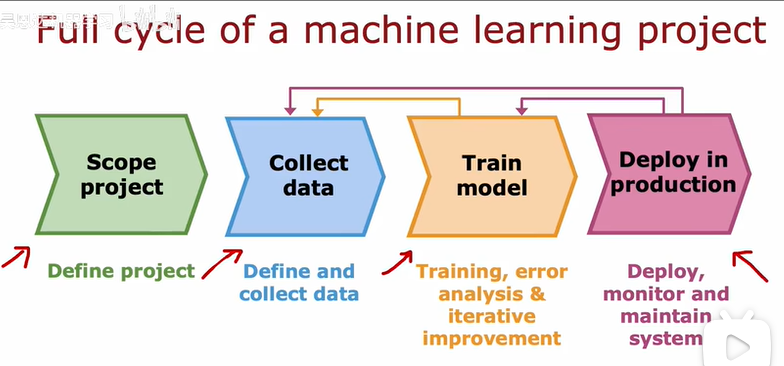 Full cycle of a machine learning project
Scope
project
Collect
data
Train
model
Deploy in
production
Define project
Define and
collect data
Training, error
analysis &
iterative
improvement
Deploy,
monitor and
maintain
system